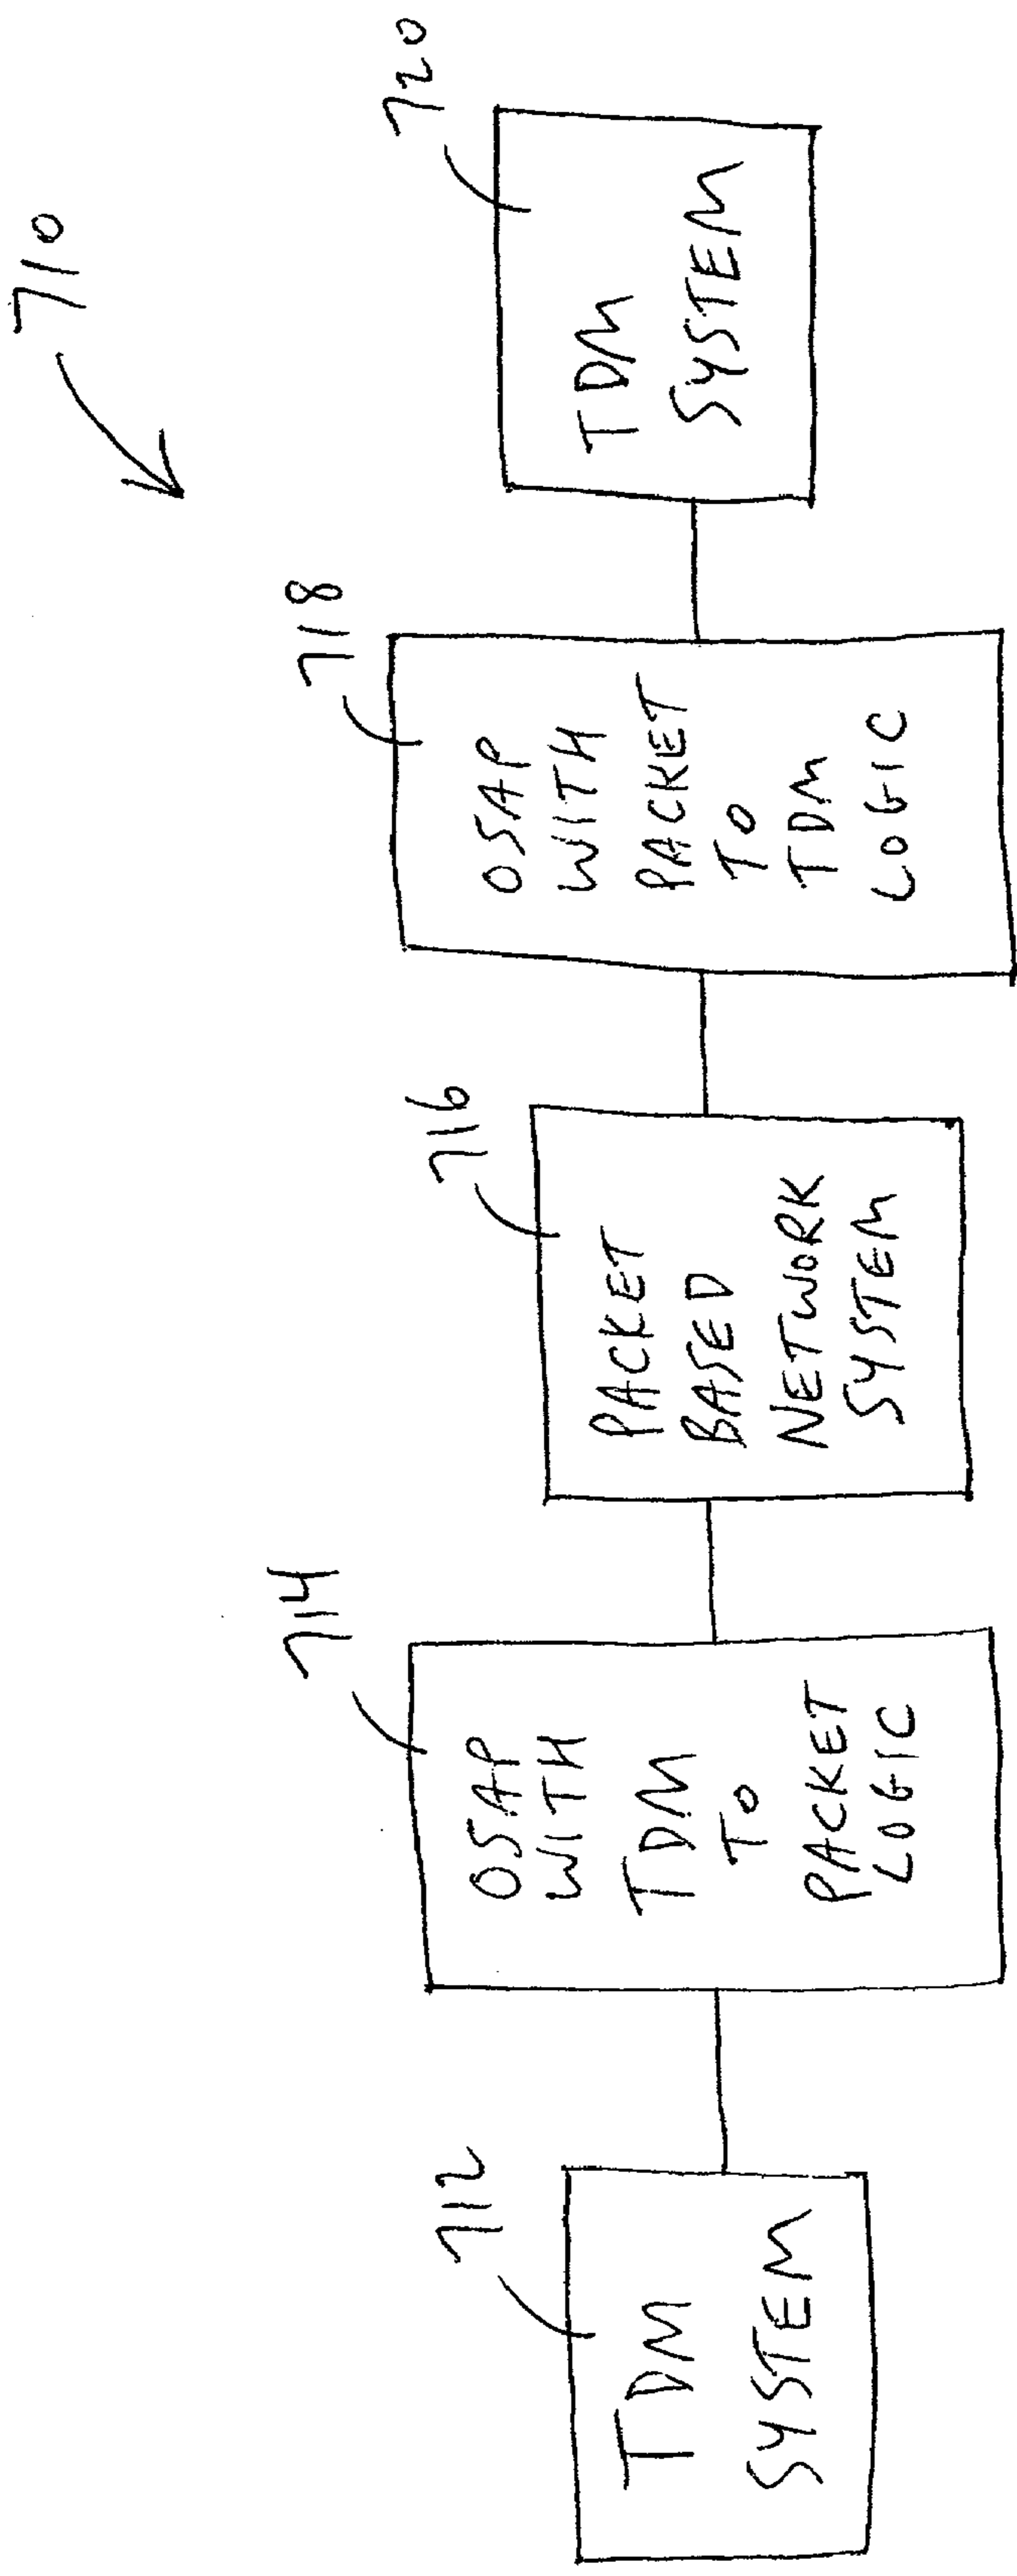 710
712
TDM
SYSTEM
714
OSAP
WITH
TDM
TO
PACKET
LOGIC
716
PACKET
BASED
NETWORK
SYSTEM
718
OSAP
WITH
PACKET
TO
TDM
LOGIC
720
TDM
SYSTEM